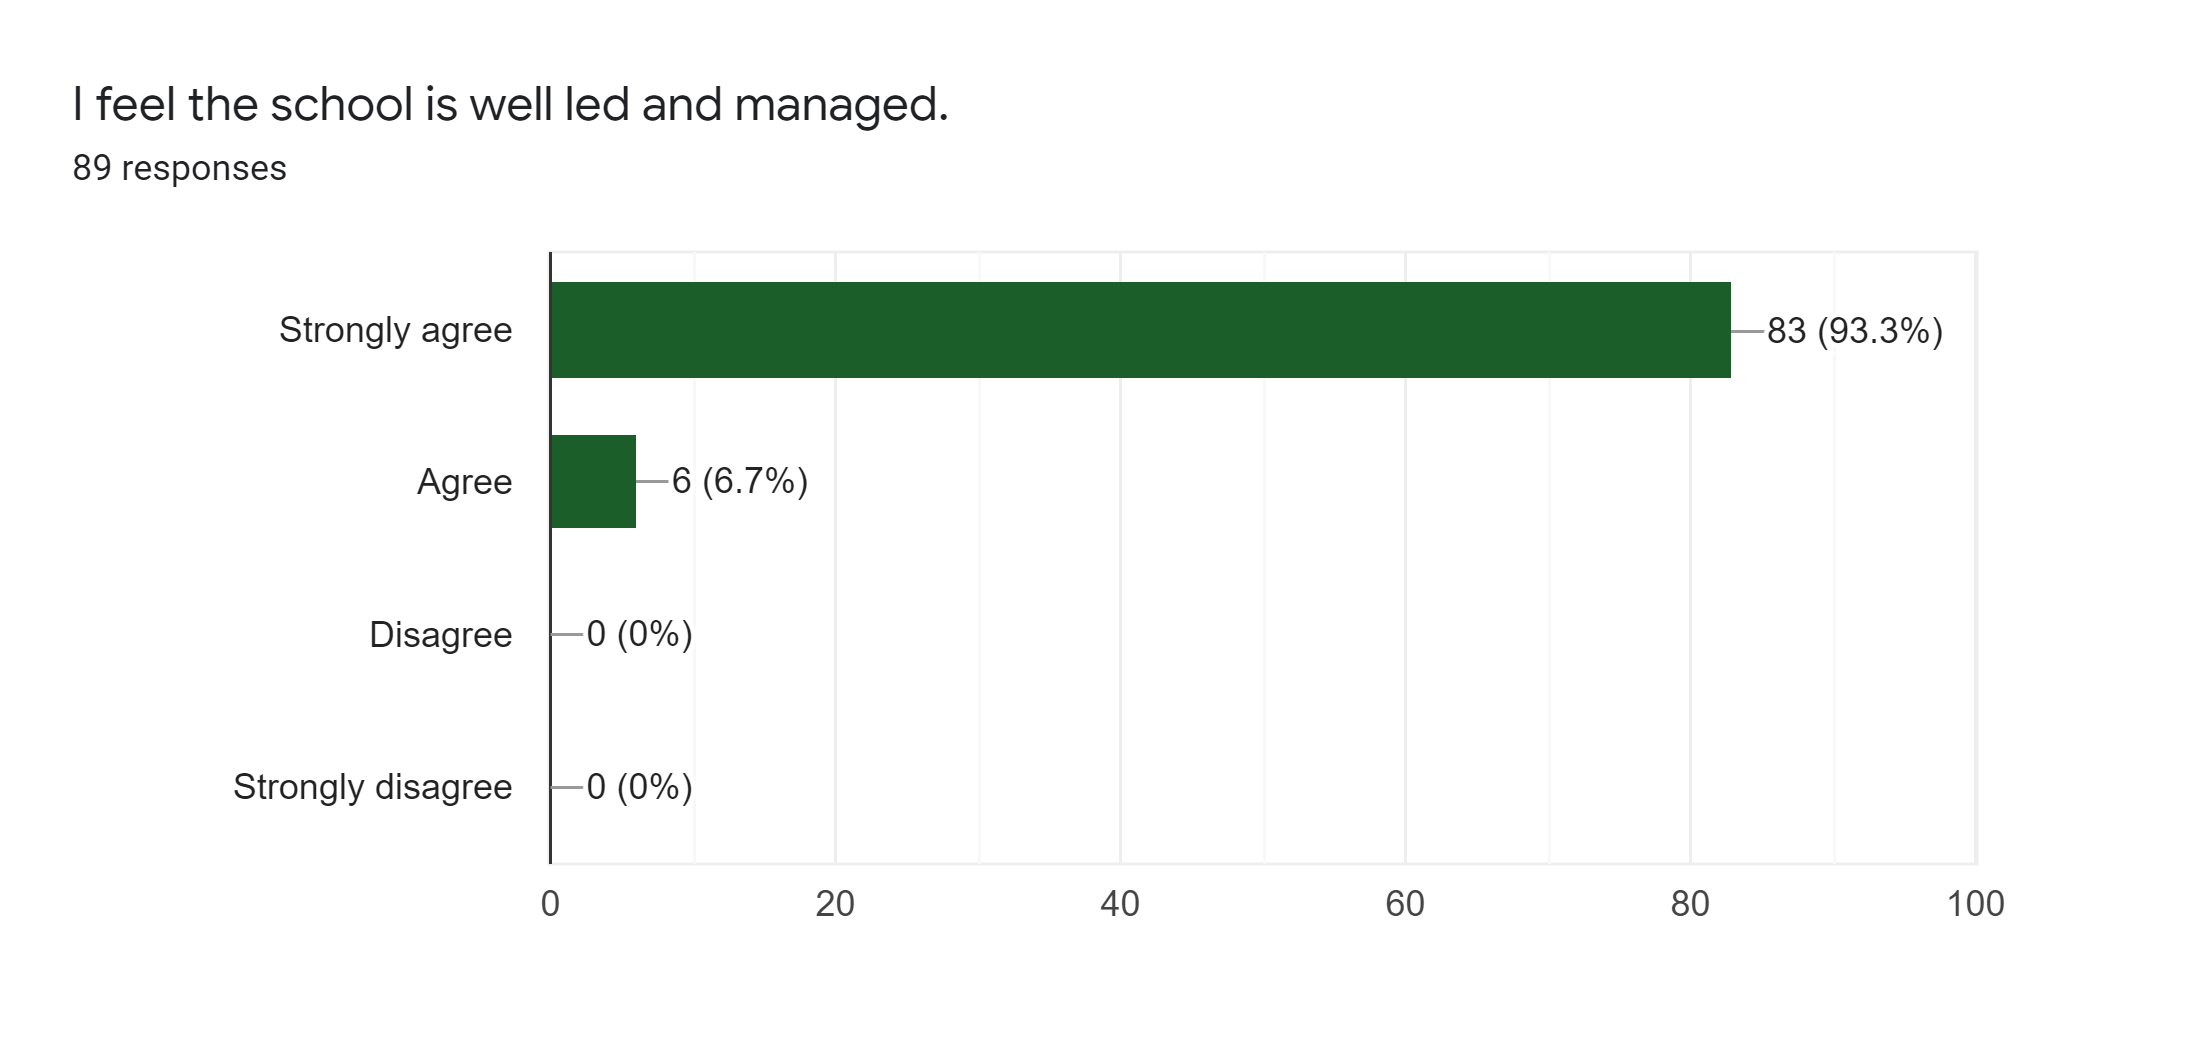 I feel the school is well led and managed.
89 responses
Strongly agree 83 (93.3%)
Agree 6 (6.7%)
Disagree 0 (0%)
Strongly disagree 0 (0%)
0 20 40 60 80 100